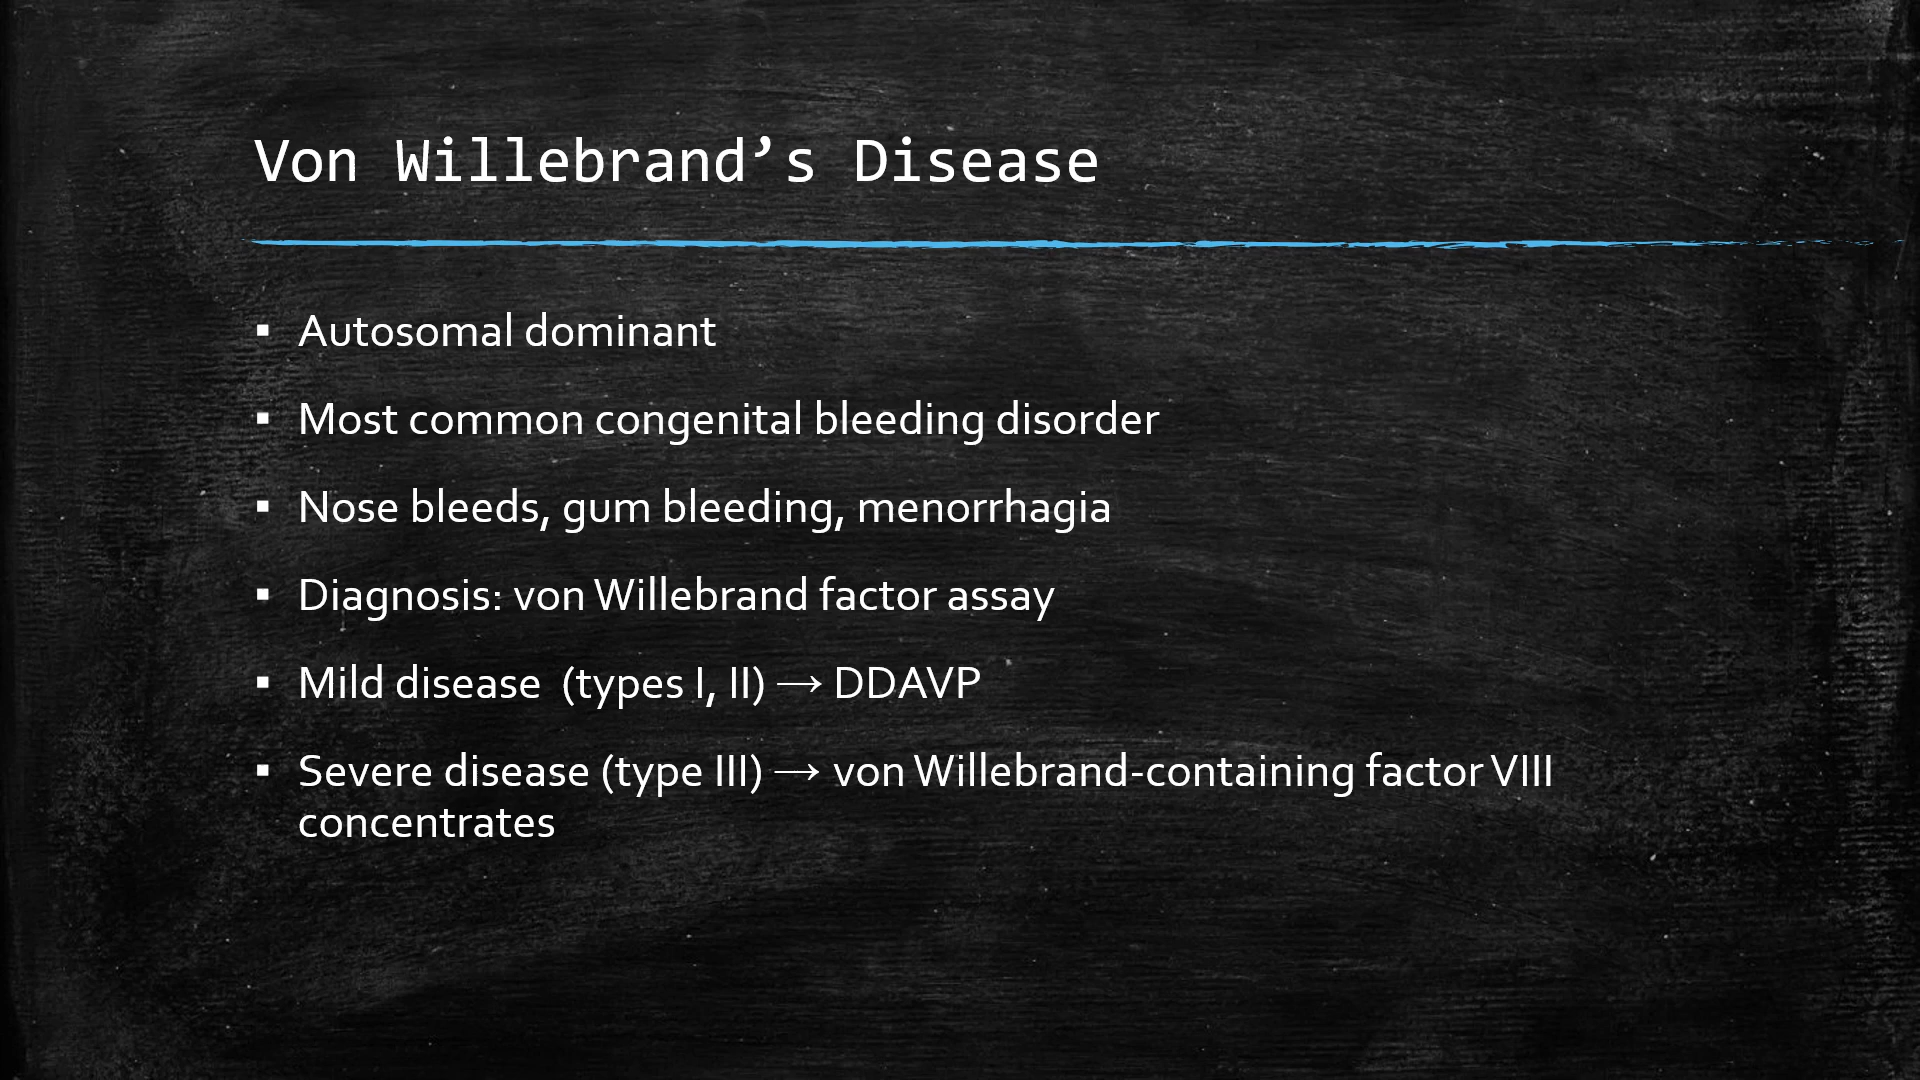 Von Willebrand’s Disease
▪ Autosomal dominant
▪ Most common congenital bleeding disorder
▪ Nose bleeds, gum bleeding, menorrhagia
▪ Diagnosis: von Willebrand factor assay
▪ Mild disease  (types I, II) → DDAVP
▪ Severe disease (type III) → von Willebrand-containing factor VIII
concentrates